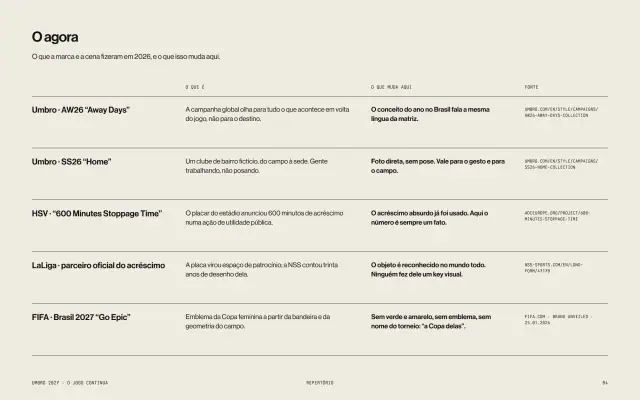 O agora
O que a marca e a cena fizeram em 2026, e o que isso muda aqui.
O QUE É
O QUE MUDA AQUI
FONTE
Umbro · AW26 “Away Days”
A campanha global olha para tudo o que acontece em volta
do jogo, não para o destino.
O conceito do ano no Brasil fala a mesma
língua da matriz.
UMBRO.COM/EN/STYLE/CAMPAIGNS/
AW26-AWAY-DAYS-COLLECTION
Umbro · SS26 “Home”
Um clube de bairro fictício, do campo à sede. Gente
trabalhando, não posando.
Foto direta, sem pose. Vale para o gesto e para
o campo.
UMBRO.COM/EN/STYLE/CAMPAIGNS/
SS26-HOME-COLLECTION
HSV · “600 Minutes Stoppage Time”
O placar do estádio anunciou 600 minutos de acréscimo
numa ação de utilidade pública.
O acréscimo absurdo já foi usado. Aqui o
número é sempre um fato.
ADCEUROPE.ORG/PROJECT/600-
MINUTES-STOPPAGE-TIME
LaLiga · parceiro oficial do acréscimo
A placa virou espaço de patrocínio, a NSS contou trinta
anos de desenho dela.
O objeto é reconhecido no mundo todo.
Ninguém fez dele um key visual.
NSS-SPORTS.COM/EN/LONG-
FIFA · Brasil 2027 “Go Epic”
Emblema da Copa feminina a partir da bandeira e da
geometria do campo.
Sem verde e amarelo, sem emblema, sem
nome do torneio: “a Copa delas”.
FIFA.COM · BRAND UNVEILED ·
25.01.2026
UMBRO 2027 · O JOGO CONTINUA
REPERTÓRIO
04